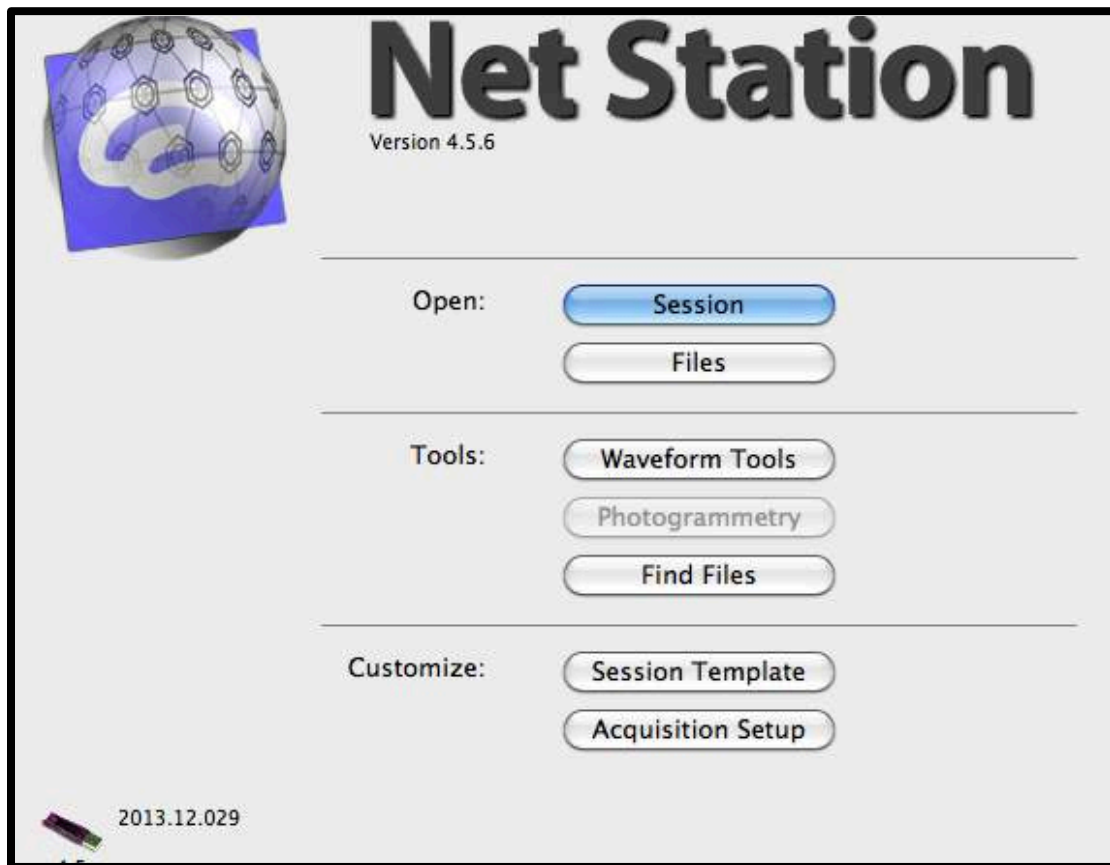 Net Station
Version 4.5.6
Open: Session
Files
Tools: Waveform Tools
Photogrammetry
Find Files
Customize: Session Template
Acquisition Setup
2013.12.029